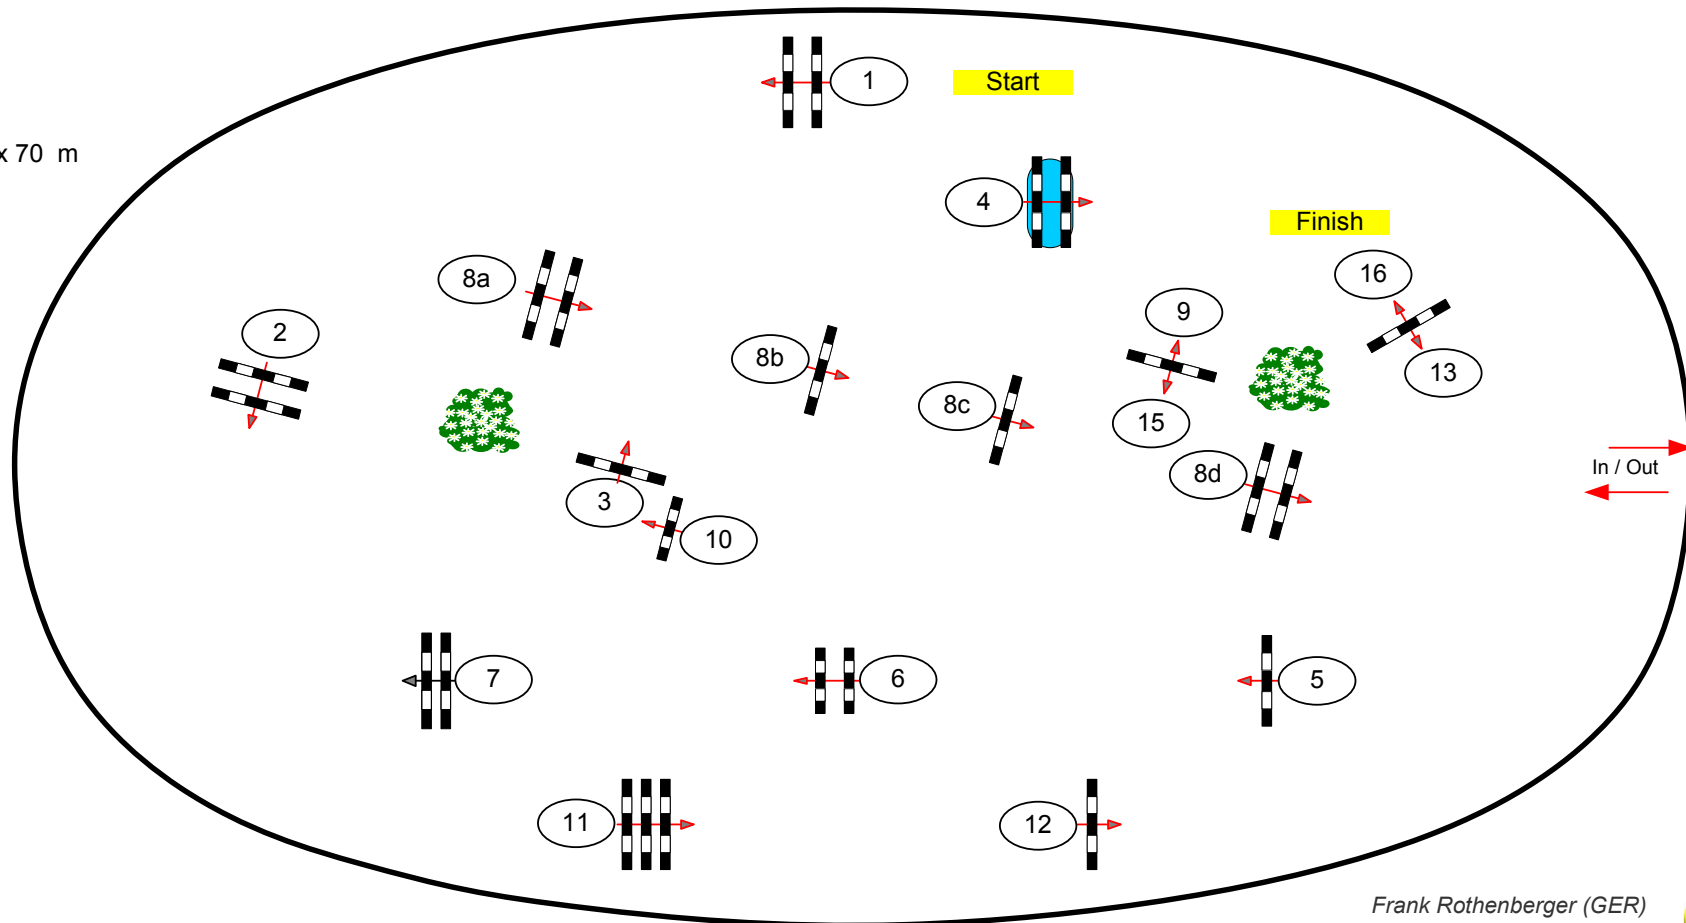 1
Start
x 70 m
4
Finish
16
8a
9
2
8b
13
8c
15
In / Out
8d
3
10
7
6
5
11
12
Frank Rothenberger (GER)